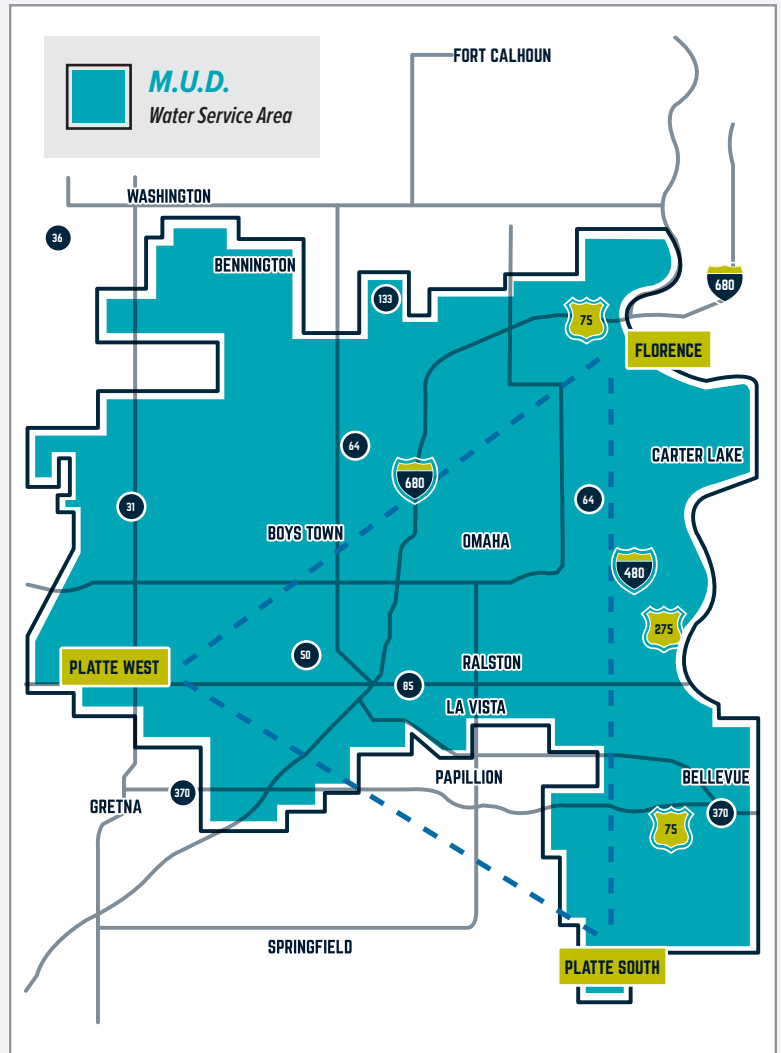 M.U.D.
Water Service Area
FORT CALHOUN
WASHINGTON
36
BENNINGTON
133
680
75
FLORENCE
64
CARTER LAKE
680
31
64
BOYS TOWN
OMAHA
480
275
PLATTE WEST
50
RALSTON
85
LA VISTA
PAPILLION
BELLEVUE
GRETNA
370
370
75
SPRINGFIELD
PLATTE SOUTH